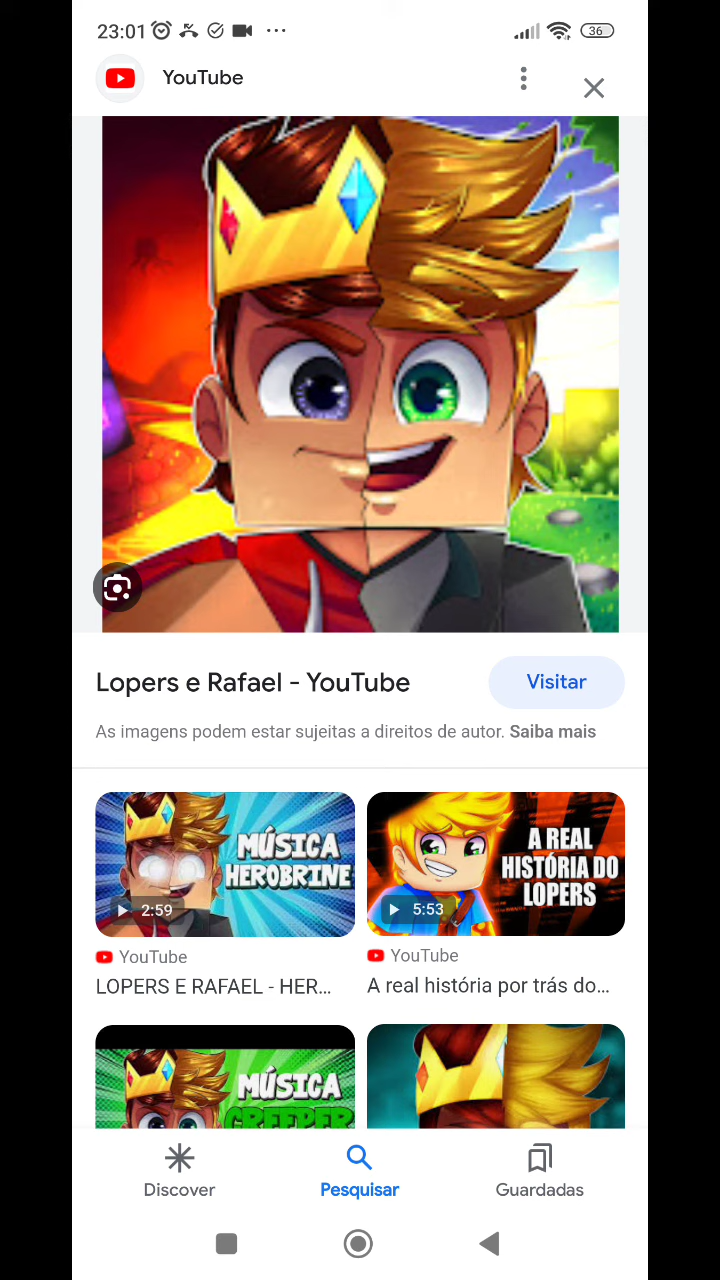 23:01
36
YouTube
Lopers e Rafael - YouTube
Visitar
As imagens podem estar sujeitas a direitos de autor. Saiba mais
MÚSICA
HEROBRINE
2:59
A REAL
HISTÓRIA DO
LOPERS
5:53
YouTube
YouTube
LOPERS E RAFAEL - HER...
A real história por trás do...
MÚSICA
CREEPER
Discover
Pesquisar
Guardadas